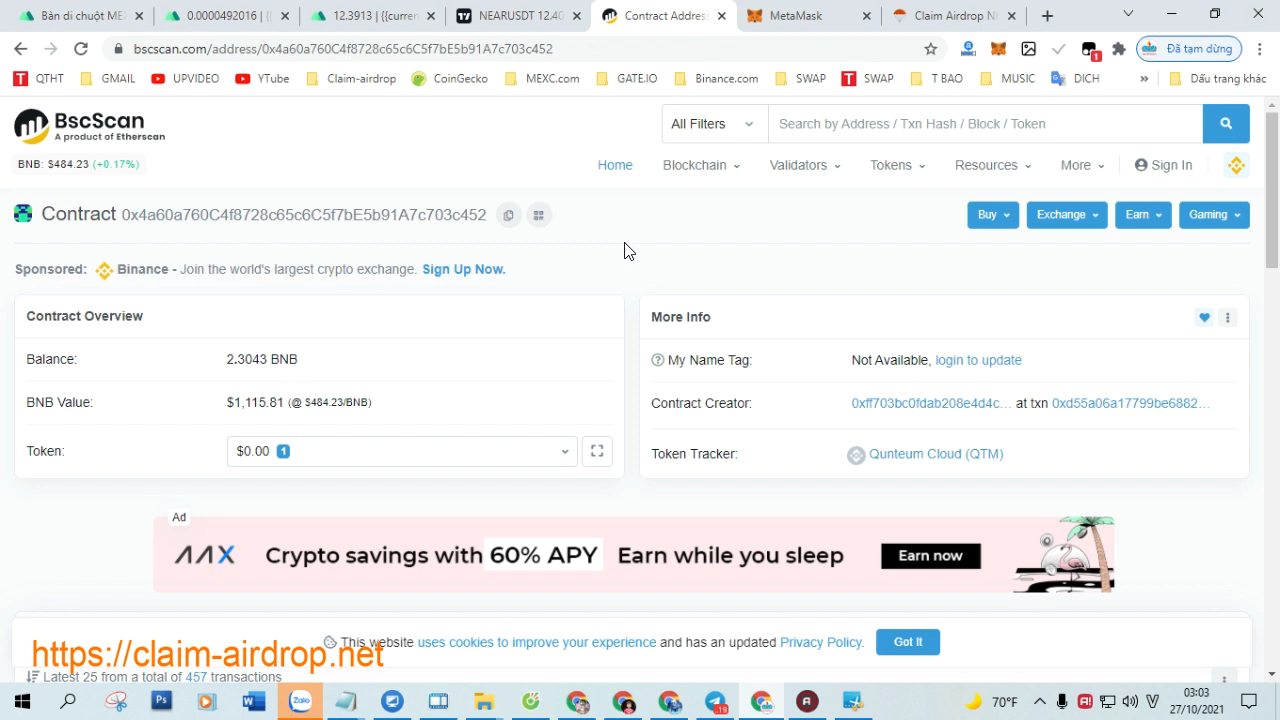 Bàn di chuột ME
0.0000492016 | {{
12.3913 | {{curren
NEARUSDT 12.40
Contract Address
MetaMask
Claim Airdrop Nh
bscscan.com/address/0x4a60a760C4f8728c65c6C5f7bE5b91A7c703c452
Đã tạm dừng
QTHT
GMAIL
UPVIDEO
YTube
Claim-airdrop
CoinGecko
MEXC.com
GATE.IO
Binance.com
SWAP
SWAP
T BAO
MUSIC
DỊCH
»
Dấu trang khác
BscScan
A product of Etherscan
All Filters
Search by Address / Txn Hash / Block / Token
BNB: $484.23 (+0.17%)
Home
Blockchain
Validators
Tokens
Resources
More
Sign In
Contract 0x4a60a760C4f8728c65c6C5f7bE5b91A7c703c452
Buy
Exchange
Earn
Gaming
Sponsored: Binance - Join the world's largest crypto exchange. Sign Up Now.
Contract Overview
Balance: 2.3043 BNB
BNB Value: $1,115.81 (@ $484.23/BNB)
Token: $0.00 1
More Info
My Name Tag: Not Available, login to update
Contract Creator: 0xff703bc0fdab208e4d4c... at txn 0xd55a06a17799be6882...
Token Tracker: Qunteum Cloud (QTM)
Ad
AAX Crypto savings with 60% APY Earn while you sleep Earn now
This website uses cookies to improve your experience and has an updated Privacy Policy. Got It
https://claim-airdrop.net
Latest 25 from a total of 457 transactions
70°F
03:03
27/10/2021